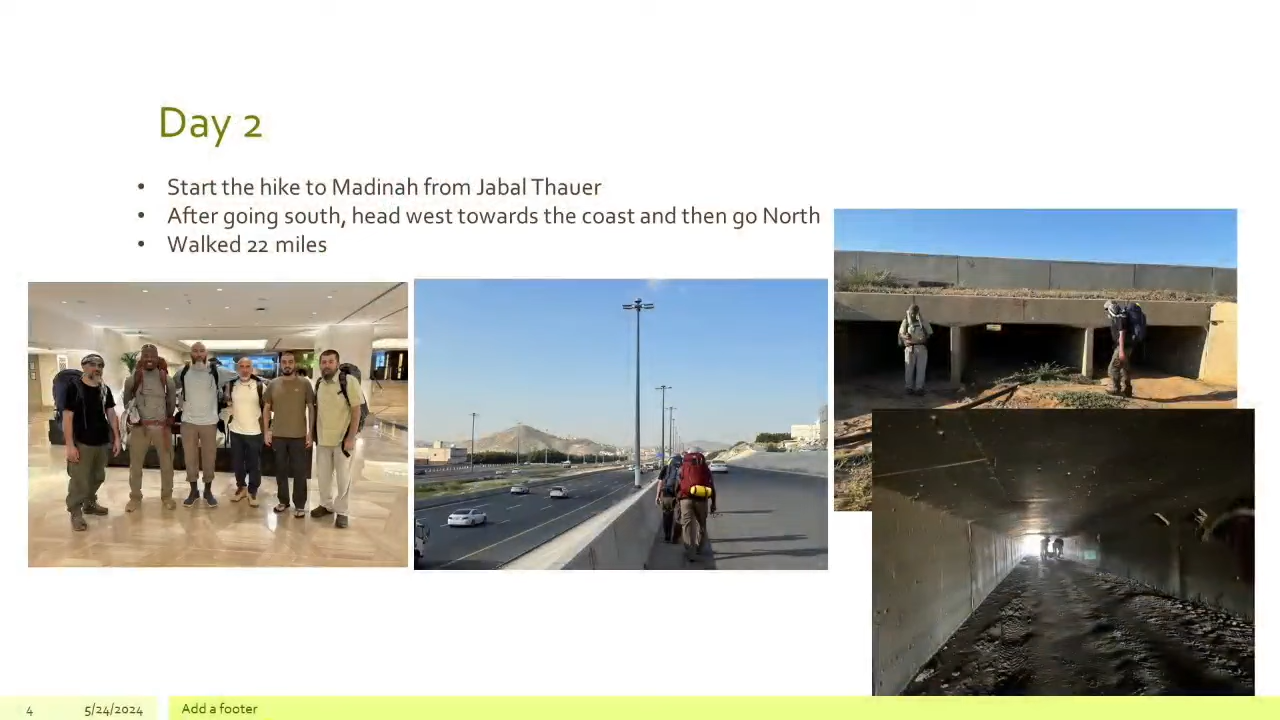 Day 2
• Start the hike to Madinah from Jabal Thauer
• After going south, head west towards the coast and then go North
• Walked 22 miles
4 5/24/2024 Add a footer